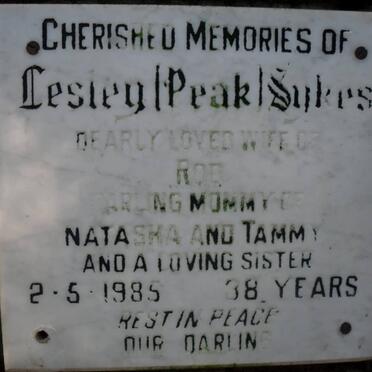 CHERISHED MEMORIES OF
Lesley (Peak) Sykes
DEARLY LOVED WIFE OF
ROB
DARLING MOMMY OF
NATASHA AND TAMMY
AND A LOVING SISTER
2-5-1985 38 YEARS
REST IN PEACE
OUR DARLING